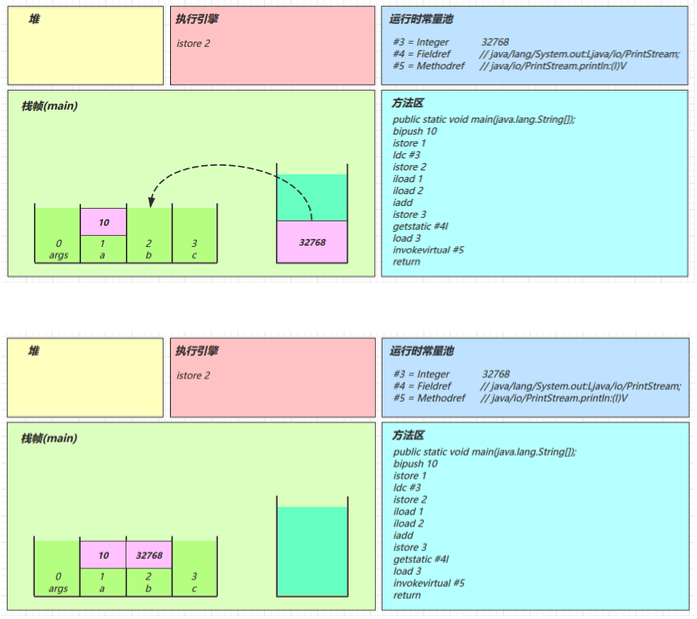 堆
执行引擎
istore 2
运行时常量池
#3 = Integer 32768
#4 = Fieldref // java/lang/System.out:Ljava/io/PrintStream;
#5 = Methodref // java/io/PrintStream.println:(I)V
栈帧(main)
10
0 1 2 3
args a b c
32768
方法区
public static void main(java.lang.String[]);
bipush 10
istore 1
ldc #3
istore 2
iload 1
iload 2
iadd
istore 3
getstatic #4I
load 3
invokevirtual #5
return
堆
执行引擎
istore 2
运行时常量池
#3 = Integer 32768
#4 = Fieldref // java/lang/System.out:Ljava/io/PrintStream;
#5 = Methodref // java/io/PrintStream.println:(I)V
栈帧(main)
10 32768
0 1 2 3
args a b c
方法区
public static void main(java.lang.String[]);
bipush 10
istore 1
ldc #3
istore 2
iload 1
iload 2
iadd
istore 3
getstatic #4I
load 3
invokevirtual #5
return